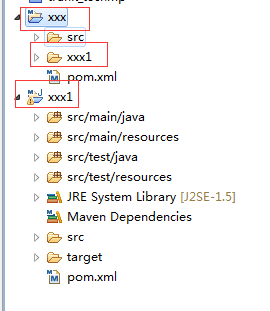 xxx
src
xxx1
pom.xml
xxx1
src/main/java
src/main/resources
src/test/java
src/test/resources
JRE System Library [J2SE-1.5]
Maven Dependencies
src
target
pom.xml